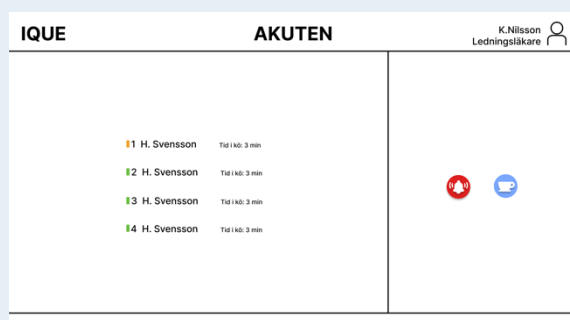 IQUE
AKUTEN
K.Nilsson
Ledningsläkare
1 H. Svensson Tid i kö: 3 min
2 H. Svensson Tid i kö: 3 min
3 H. Svensson Tid i kö: 3 min
4 H. Svensson Tid i kö: 3 min